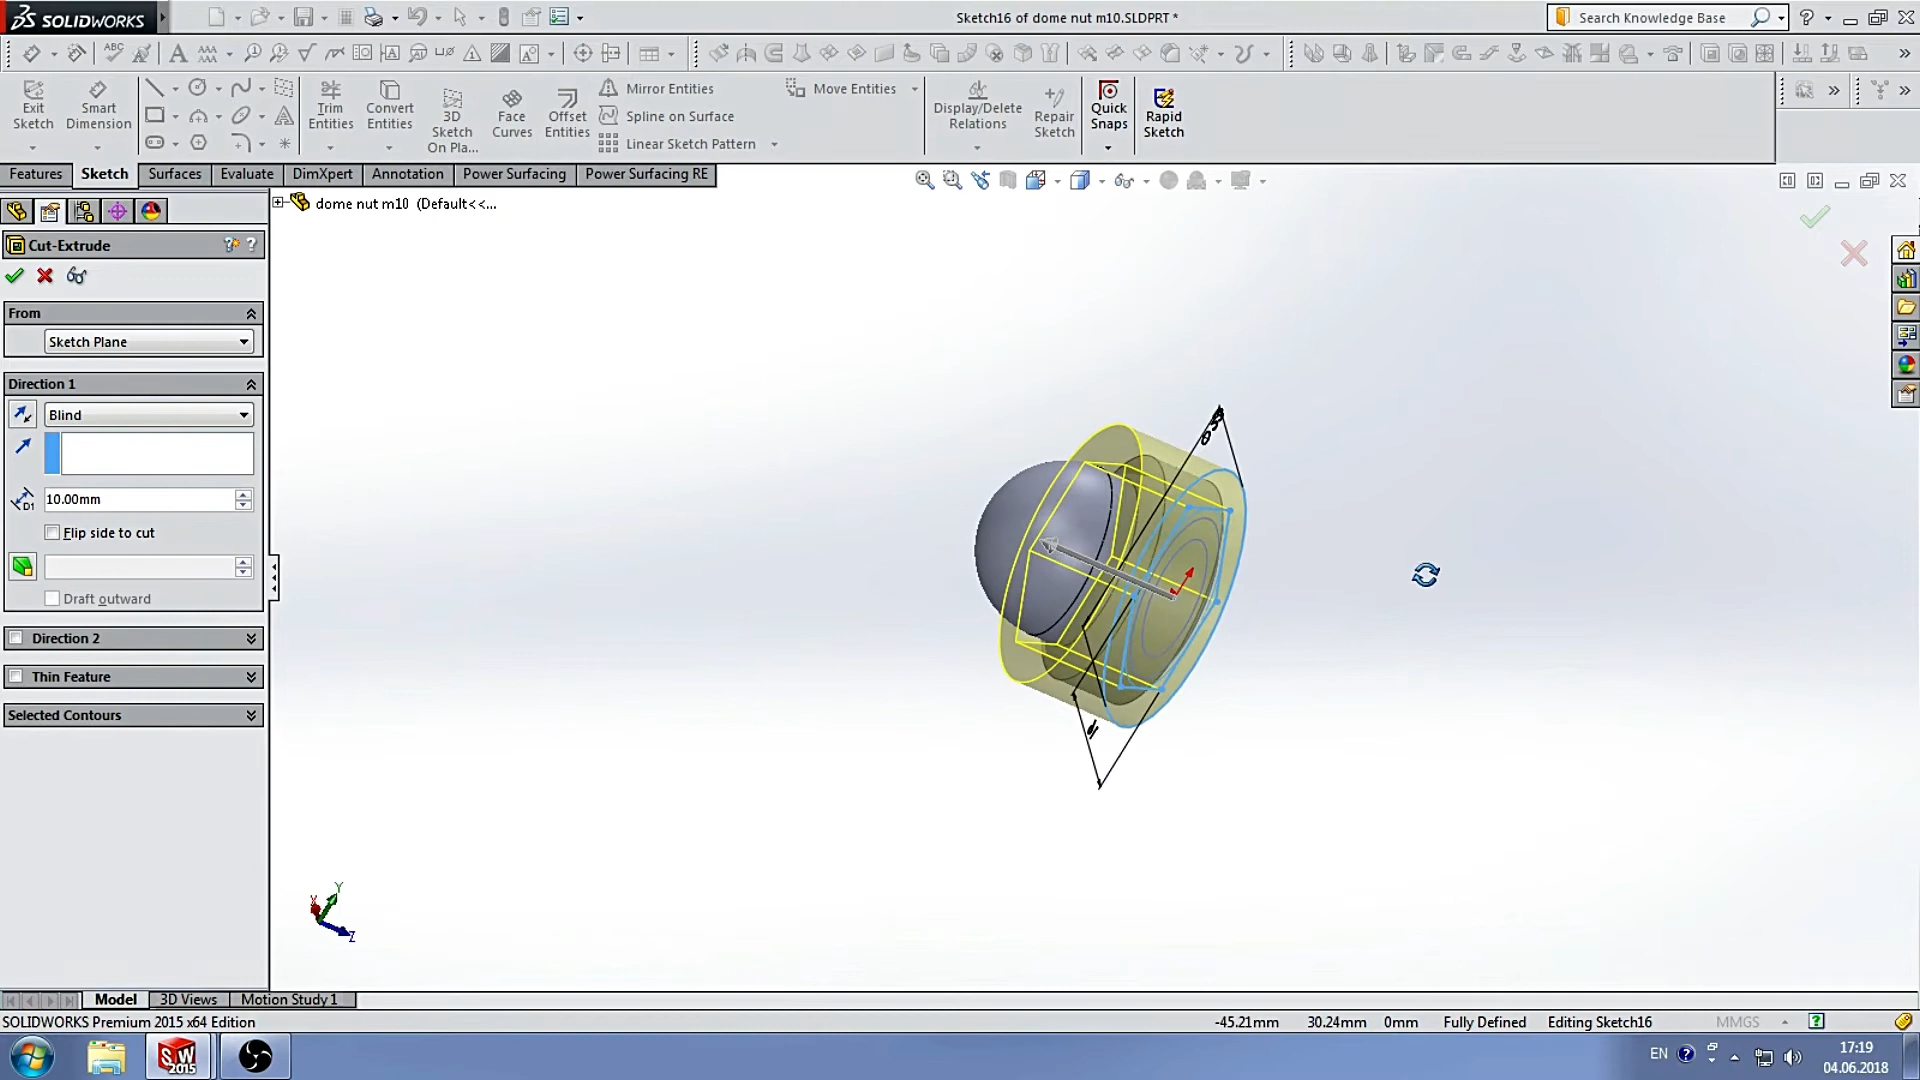 SOLIDWORKS
Sketch16 of dome nut m10.SLDPRT *
Search Knowledge Base
Exit Sketch
Smart Dimension
Trim Entities
Convert Entities
3D Sketch On Pla...
Face Curves
Offset Entities
Mirror Entities
Spline on Surface
Linear Sketch Pattern
Move Entities
Display/Delete Relations
Repair Sketch
Quick Snaps
Rapid Sketch
Features
Sketch
Surfaces
Evaluate
DimXpert
Annotation
Power Surfacing
Power Surfacing RE
dome nut m10 (Default<<...
Cut-Extrude
From
Sketch Plane
Direction 1
Blind
D1
10.00mm
Flip side to cut
Draft outward
Direction 2
Thin Feature
Selected Contours
X
Y
Z
Model
3D Views
Motion Study 1
SOLIDWORKS Premium 2015 x64 Edition
-45.21mm
30.24mm
0mm
Fully Defined
Editing Sketch16
MMGS
SW
2015
EN
17:19
04.06.2018